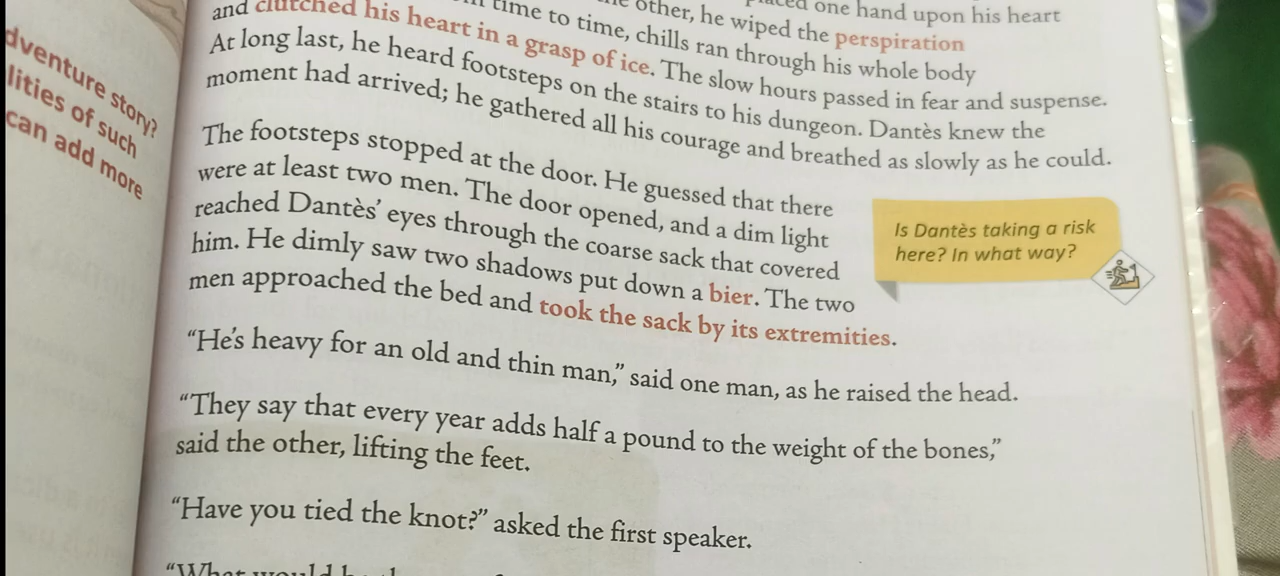 dventure story?
lities of such
can add more
placed one hand upon his heart
the other, he wiped the perspiration
time to time, chills ran through his whole body
and clutched his heart in a grasp of ice. The slow hours passed in fear and suspense.
At long last, he heard footsteps on the stairs to his dungeon. Dantès knew the
moment had arrived; he gathered all his courage and breathed as slowly as he could.
The footsteps stopped at the door. He guessed that there
were at least two men. The door opened, and a dim light
reached Dantès’ eyes through the coarse sack that covered
him. He dimly saw two shadows put down a bier. The two
men approached the bed and took the sack by its extremities.
Is Dantès taking a risk
here? In what way?
“He’s heavy for an old and thin man,” said one man, as he raised the head.
“They say that every year adds half a pound to the weight of the bones,”
said the other, lifting the feet.
“Have you tied the knot?” asked the first speaker.
“What would